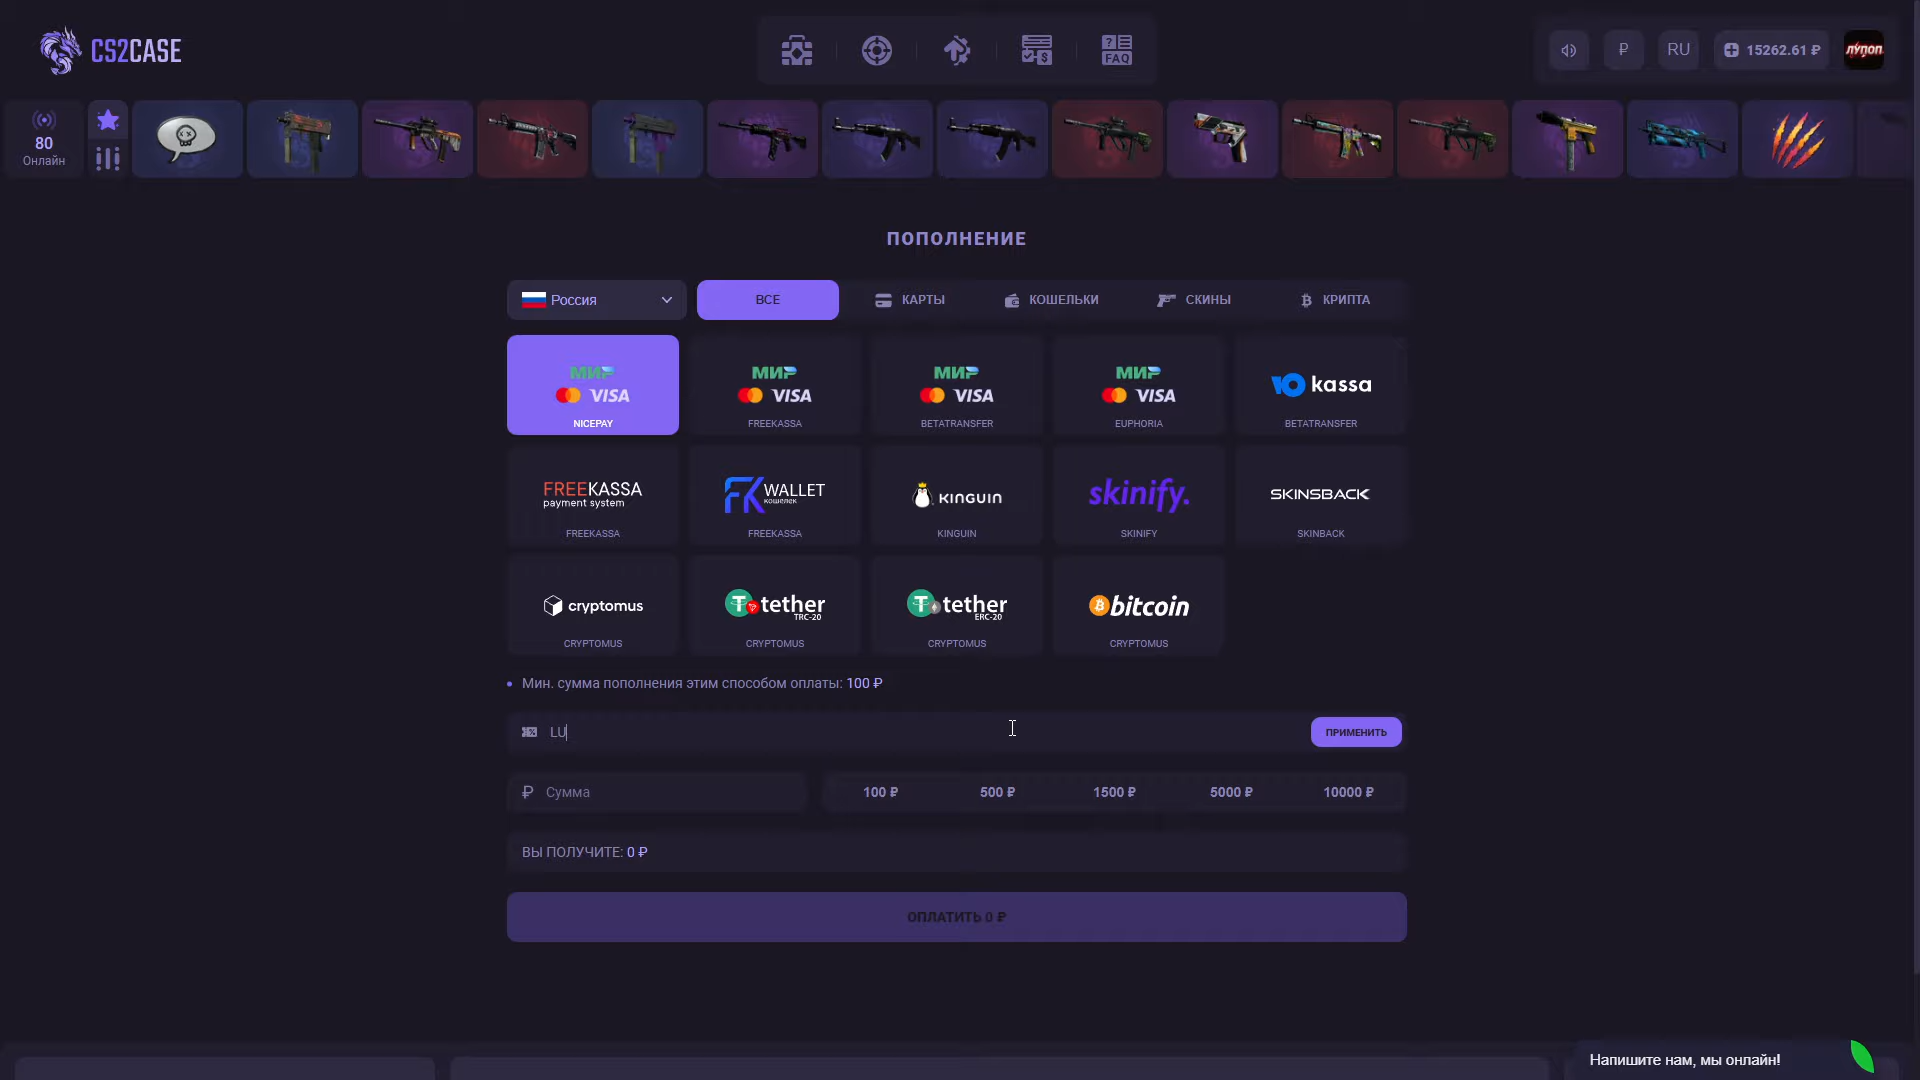 CS2CASE
FAQ
₽
RU
15262.61 ₽
ЛУПОП
80
Онлайн
ПОПОЛНЕНИЕ
Россия
ВСЕ
КАРТЫ
КОШЕЛЬКИ
СКИНЫ
КРИПТА
МИР
VISA
NICEPAY
МИР
VISA
FREEKASSA
МИР
VISA
BETATRANSFER
МИР
VISA
EUPHORIA
Ю kassa
BETATRANSFER
FREEKASSA
payment system
FREEKASSA
FK WALLET
кошелек
FREEKASSA
KINGUIN
KINGUIN
skinify.
SKINIFY
SKINSBACK
SKINBACK
cryptomus
CRYPTOMUS
tether
TRC-20
CRYPTOMUS
tether
ERC-20
CRYPTOMUS
bitcoin
CRYPTOMUS
Мин. сумма пополнения этим способом оплаты: 100 ₽
LU
ПРИМЕНИТЬ
₽ Сумма
100 ₽
500 ₽
1500 ₽
5000 ₽
10000 ₽
ВЫ ПОЛУЧИТЕ: 0 ₽
ОПЛАТИТЬ 0 ₽
Напишите нам, мы онлайн!